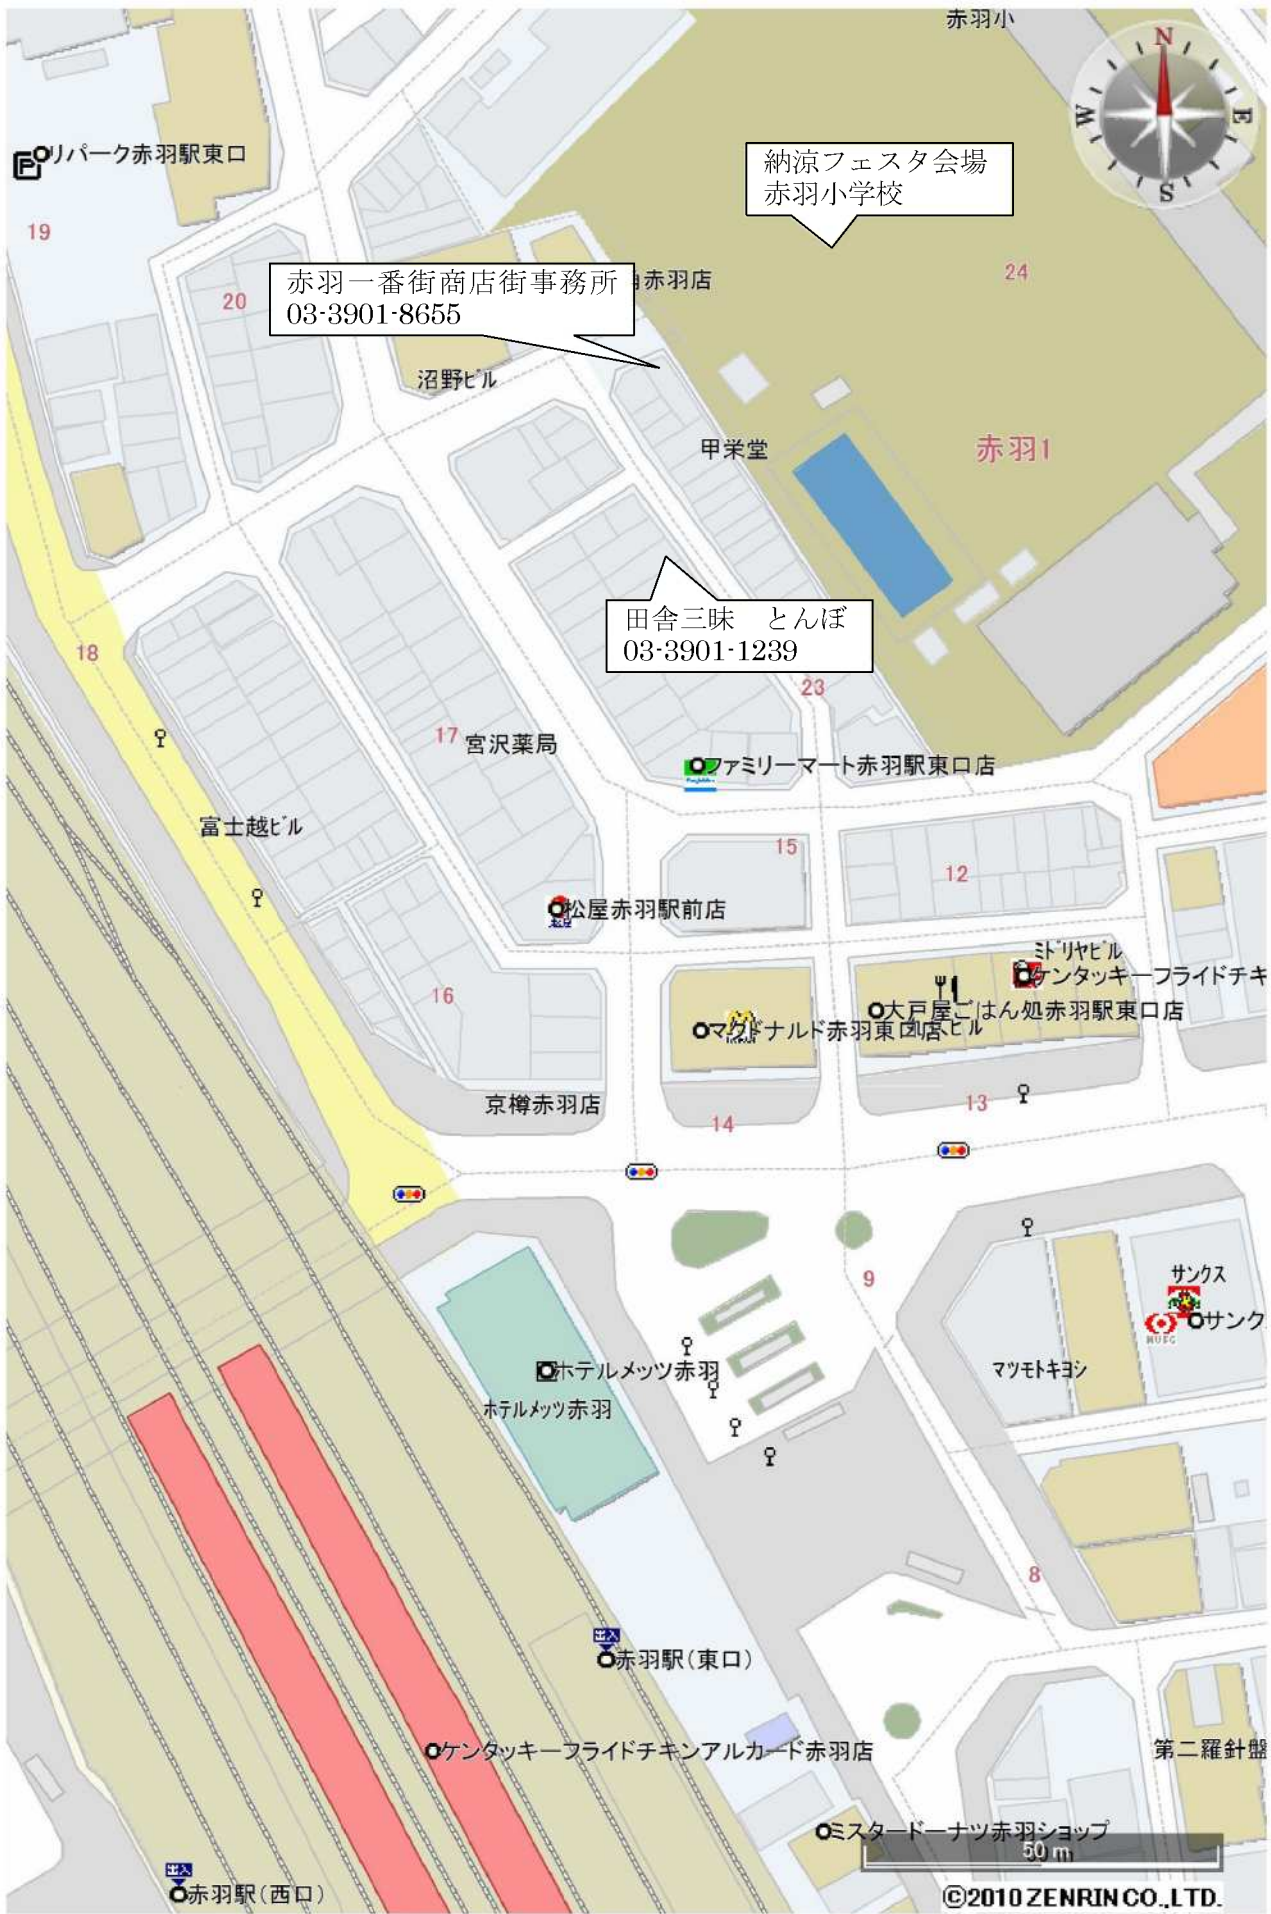 赤羽小
N
W
E
S
リパーク赤羽駅東口
P
納涼フェスタ会場
赤羽小学校
19
24
赤羽一番街商店街事務所
03-3901-8655
赤羽店
20
沼野ビル
甲栄堂
赤羽1
田舎三昧 とんぼ
03-3901-1239
18
23
17
宮沢薬局
ファミリーマート赤羽駅東口店
富士越ビル
15
12
松屋赤羽駅前店
ミドリヤビル
ケンタッキーフライドチキ
16
大戸屋ごはん処赤羽駅東口店
マクドナルド赤羽東口店
ビル
京樽赤羽店
13
14
9
サンクス
サンク
MUFG
ホテルメッツ赤羽
マツモトキヨシ
ホテルメッツ赤羽
8
出入
赤羽駅(東口)
ケンタッキーフライドチキンアルカード赤羽店
第二羅針盤
ミスタードーナツ赤羽ショップ
50 m
出入
赤羽駅(西口)
©2010 ZENRIN CO.,LTD.